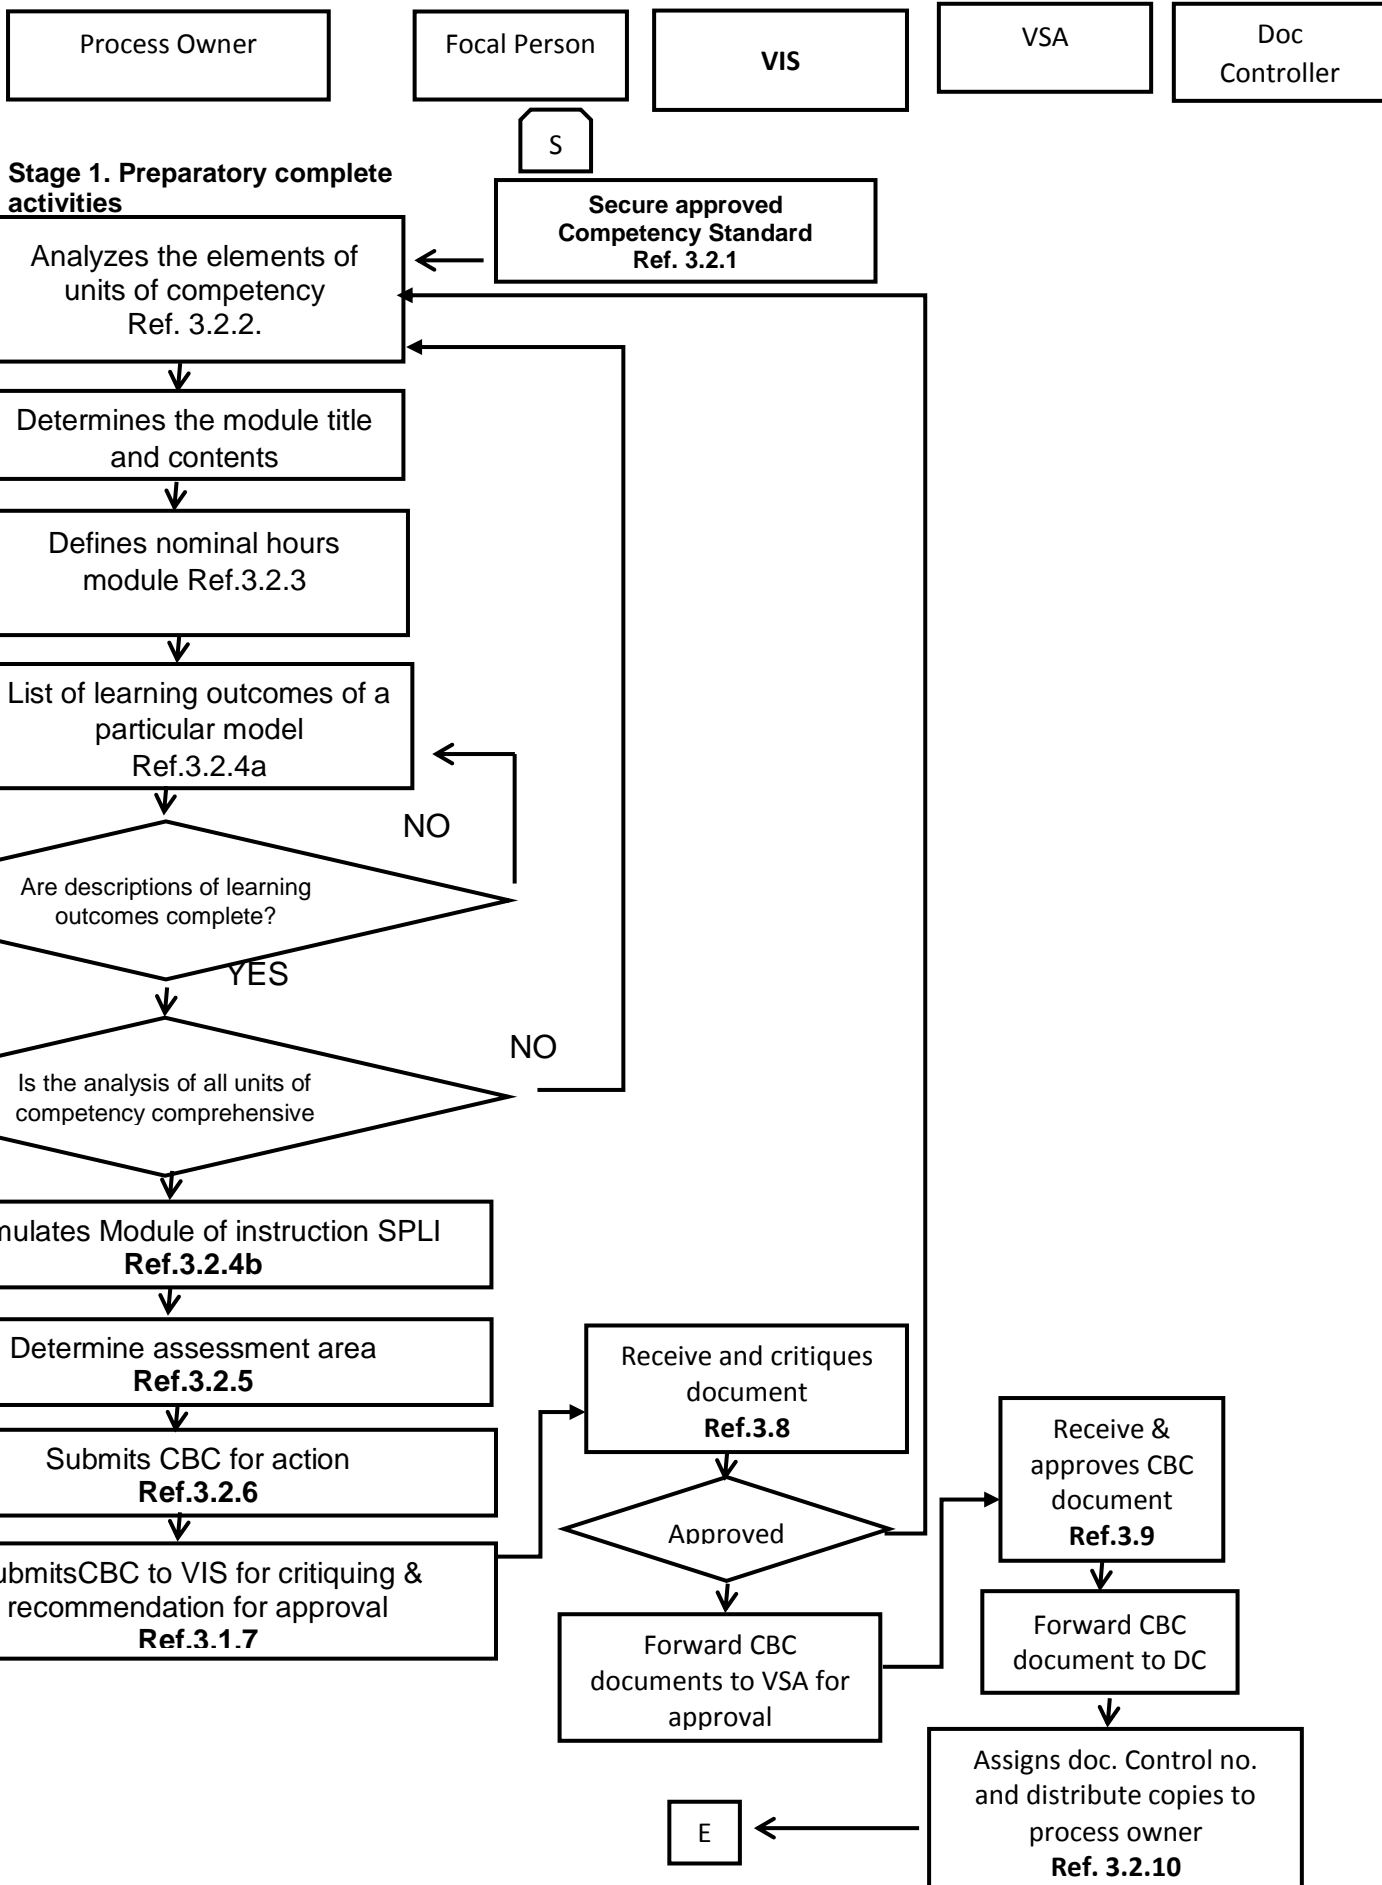 Process Owner
Focal Person
VIS
VSA
Doc
Controller
S
Stage 1. Preparatory complete
activities
Secure approved
Competency Standard
Ref. 3.2.1
Analyzes the elements of
units of competency
Ref. 3.2.2.
Determines the module title
and contents
Defines nominal hours
module Ref.3.2.3
List of learning outcomes of a
particular model
Ref.3.2.4a
NO
Are descriptions of learning
outcomes complete?
YES
NO
Is the analysis of all units of
competency comprehensive
mulates Module of instruction SPLI
Ref.3.2.4b
Determine assessment area
Ref.3.2.5
Submits CBC for action
Ref.3.2.6
ubmitsCBC to VIS for critiquing &
recommendation for approval
Ref.3.1.7
Receive and critiques
document
Ref.3.8
Approved
Forward CBC
documents to VSA for
approval
Receive &
approves CBC
document
Ref.3.9
Forward CBC
document to DC
Assigns doc. Control no.
and distribute copies to
process owner
Ref. 3.2.10
E